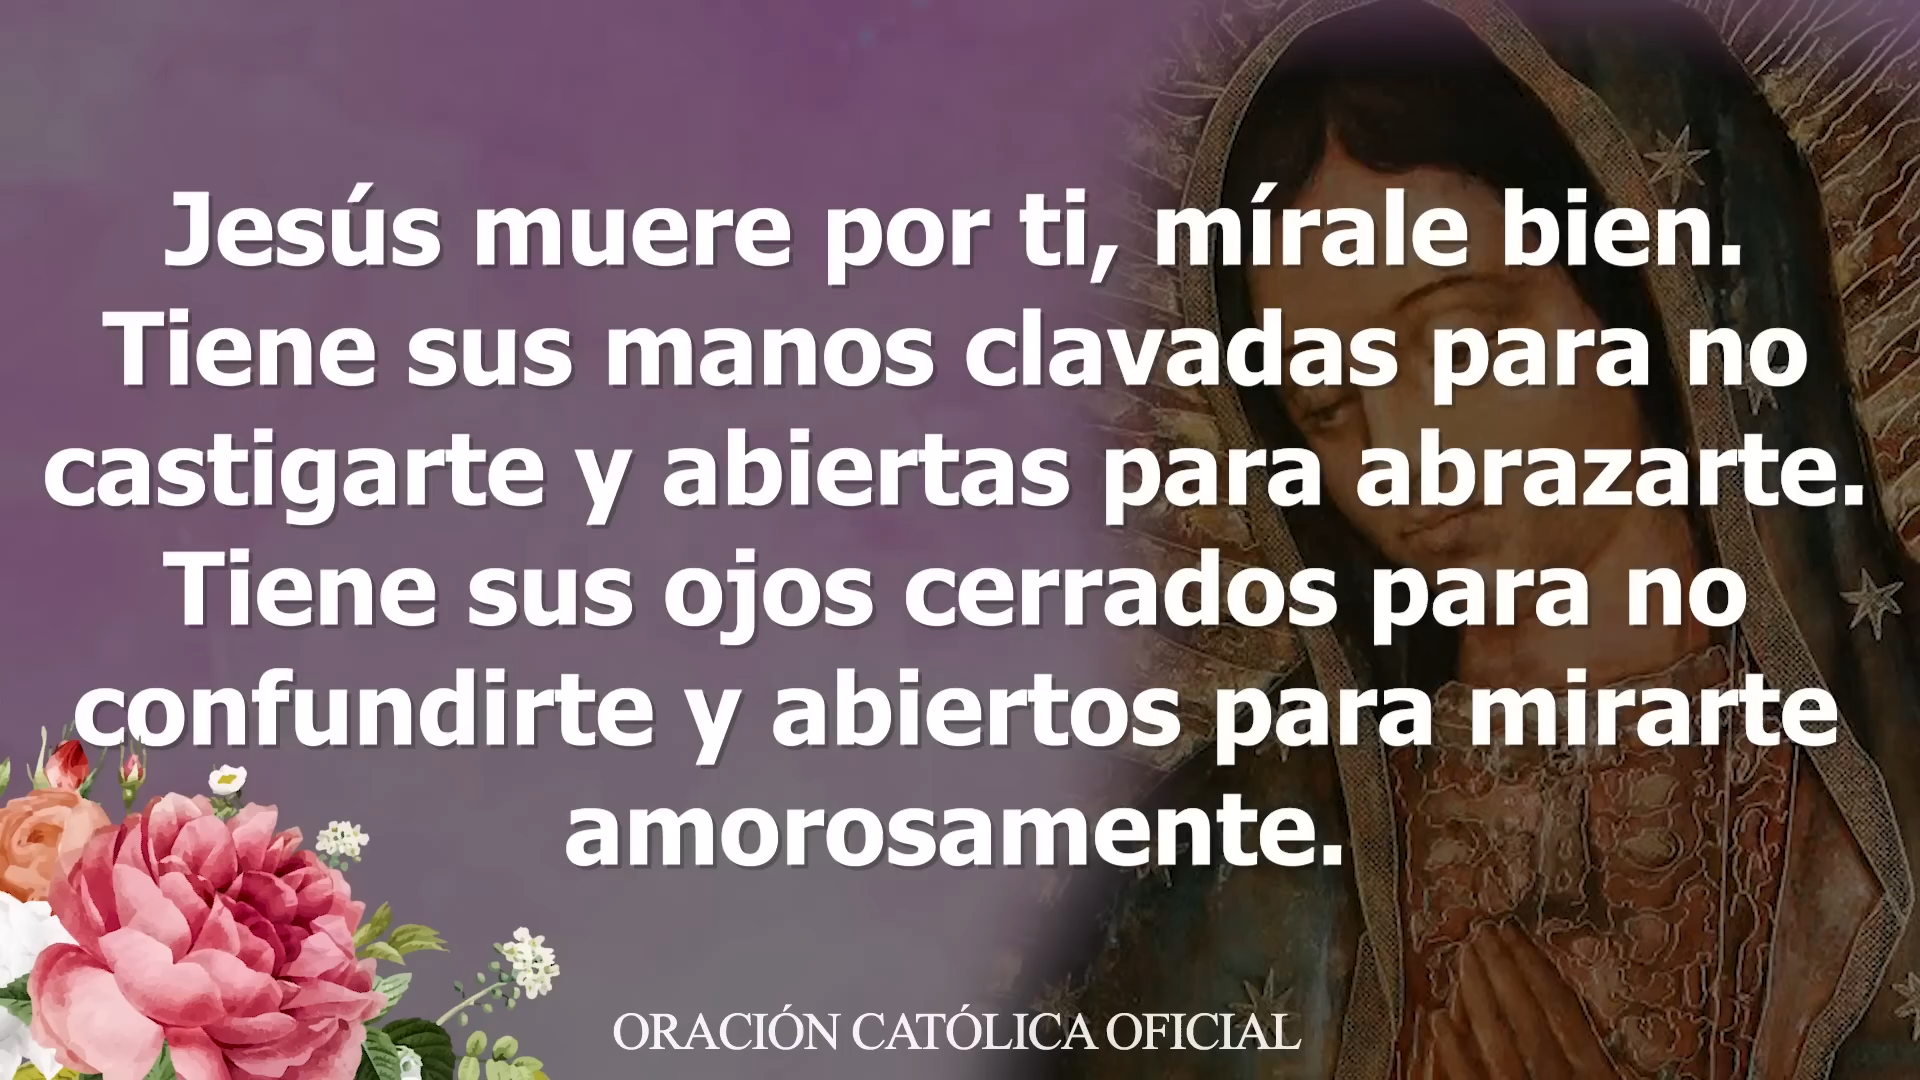 Jesús muere por ti, mírale bien.
Tiene sus manos clavadas para no
castigarte y abiertas para abrazarte.
Tiene sus ojos cerrados para no
confundirte y abiertos para mirarte
amorosamente.
ORACIÓN CATÓLICA OFICIAL